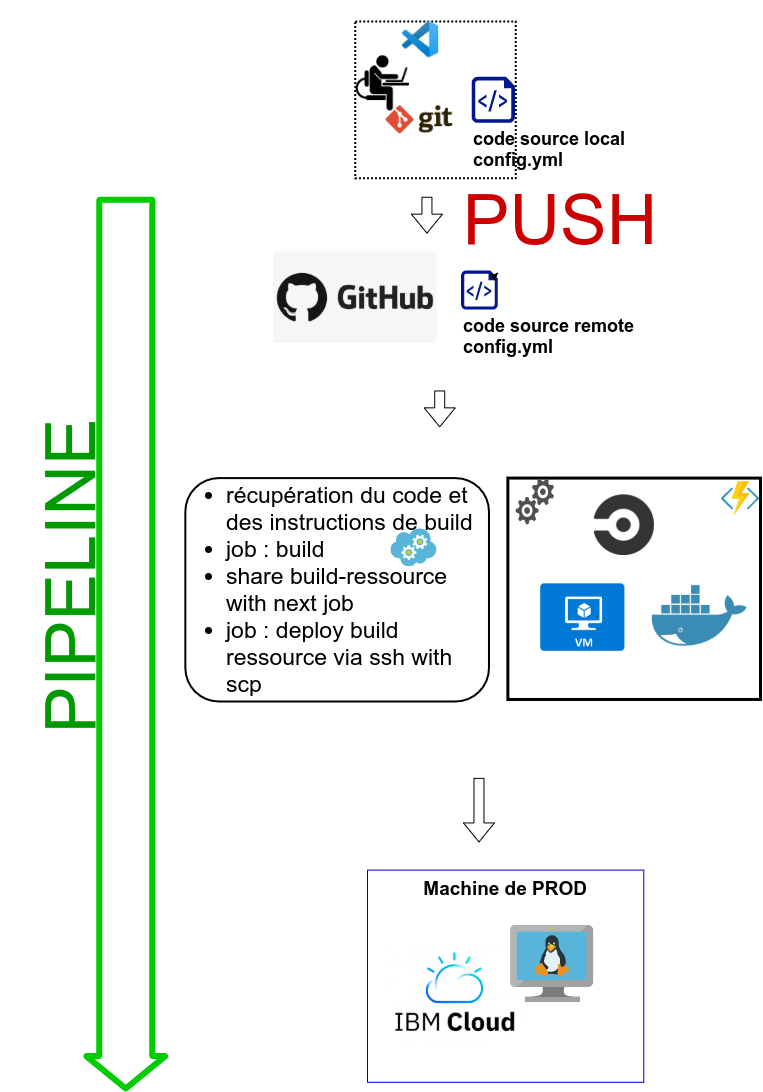 git
</>
code source local
config.yml
PUSH
GitHub
</>
code source remote
config.yml
PIPELINE
• récupération du code et
des instructions de build
• job : build
• share build-ressource
with next job
• job : deploy build
ressource via ssh with
scp
VM
Machine de PROD
IBM Cloud